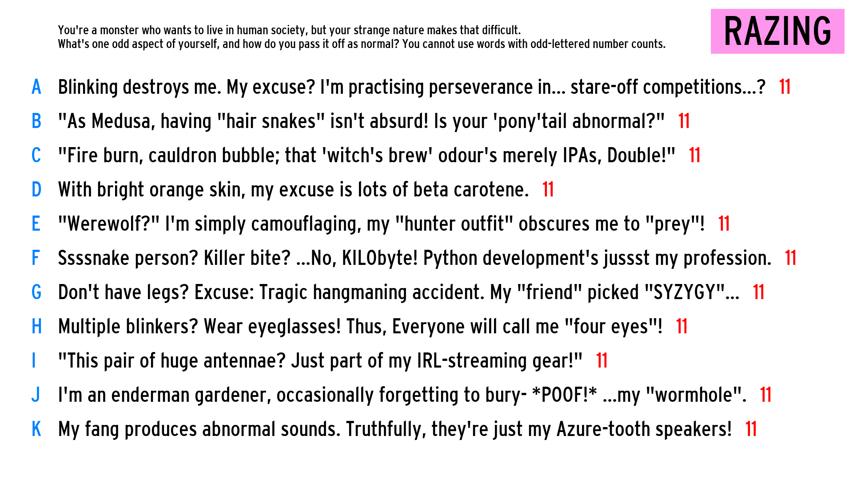 You're a monster who wants to live in human society, but your strange nature makes that difficult.
What's one odd aspect of yourself, and how do you pass it off as normal? You cannot use words with odd-lettered number counts.
RAZING
A Blinking destroys me. My excuse? I'm practising perseverance in... stare-off competitions...? 11
B "As Medusa, having "hair snakes" isn't absurd! Is your 'pony'tail abnormal?" 11
C "Fire burn, cauldron bubble; that 'witch's brew' odour's merely IPAs, Double!" 11
D With bright orange skin, my excuse is lots of beta carotene. 11
E "Werewolf?" I'm simply camouflaging, my "hunter outfit" obscures me to "prey"! 11
F Ssssnake person? Killer bite? ...No, KILObyte! Python development's jussst my profession. 11
G Don't have legs? Excuse: Tragic hangmaning accident. My "friend" picked "SYZYGY"... 11
H Multiple blinkers? Wear eyeglasses! Thus, Everyone will call me "four eyes"! 11
I "This pair of huge antennae? Just part of my IRL-streaming gear!" 11
J I'm an enderman gardener, occasionally forgetting to bury- *POOF!* ...my "wormhole". 11
K My fang produces abnormal sounds. Truthfully, they're just my Azure-tooth speakers! 11